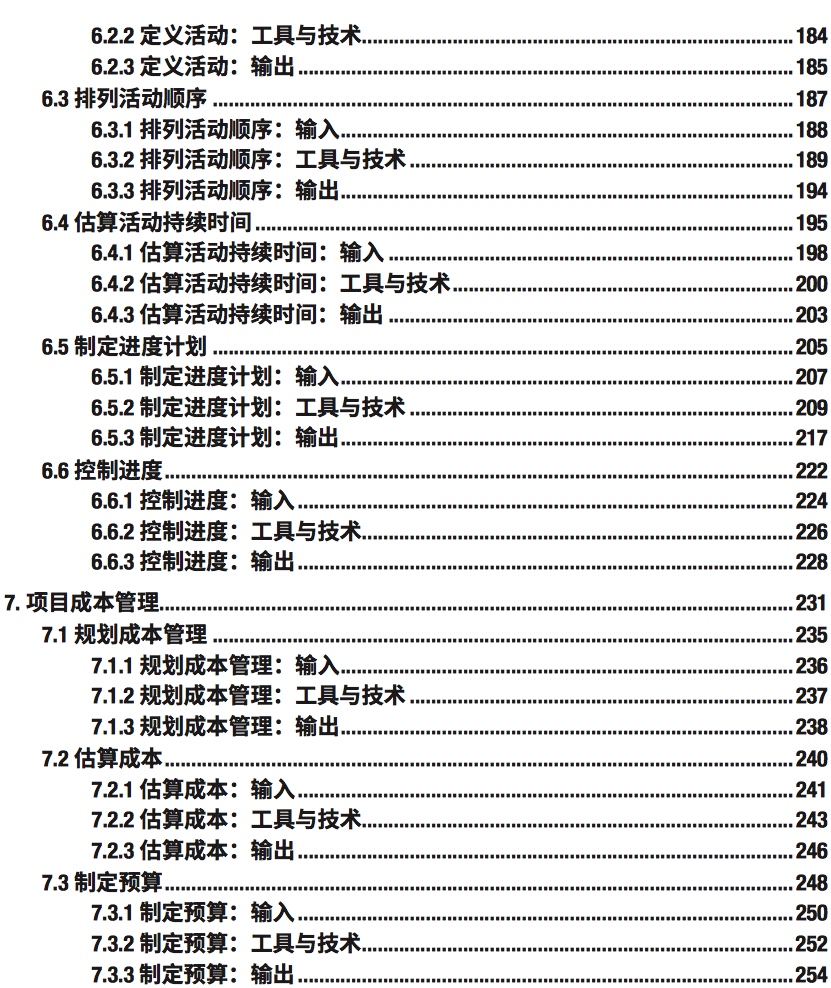 6.2.2 定义活动：工具与技术................................................184
6.2.3 定义活动：输出................................................185
6.3 排列活动顺序................................................187
6.3.1 排列活动顺序：输入................................................188
6.3.2 排列活动顺序：工具与技术................................................189
6.3.3 排列活动顺序：输出................................................194
6.4 估算活动持续时间................................................195
6.4.1 估算活动持续时间：输入................................................198
6.4.2 估算活动持续时间：工具与技术................................................200
6.4.3 估算活动持续时间：输出................................................203
6.5 制定进度计划................................................205
6.5.1 制定进度计划：输入................................................207
6.5.2 制定进度计划：工具与技术................................................209
6.5.3 制定进度计划：输出................................................217
6.6 控制进度................................................222
6.6.1 控制进度：输入................................................224
6.6.2 控制进度：工具与技术................................................226
6.6.3 控制进度：输出................................................228
7. 项目成本管理................................................231
7.1 规划成本管理................................................235
7.1.1 规划成本管理：输入................................................236
7.1.2 规划成本管理：工具与技术................................................237
7.1.3 规划成本管理：输出................................................238
7.2 估算成本................................................240
7.2.1 估算成本：输入................................................241
7.2.2 估算成本：工具与技术................................................243
7.2.3 估算成本：输出................................................246
7.3 制定预算................................................248
7.3.1 制定预算：输入................................................250
7.3.2 制定预算：工具与技术................................................252
7.3.3 制定预算：输出................................................254